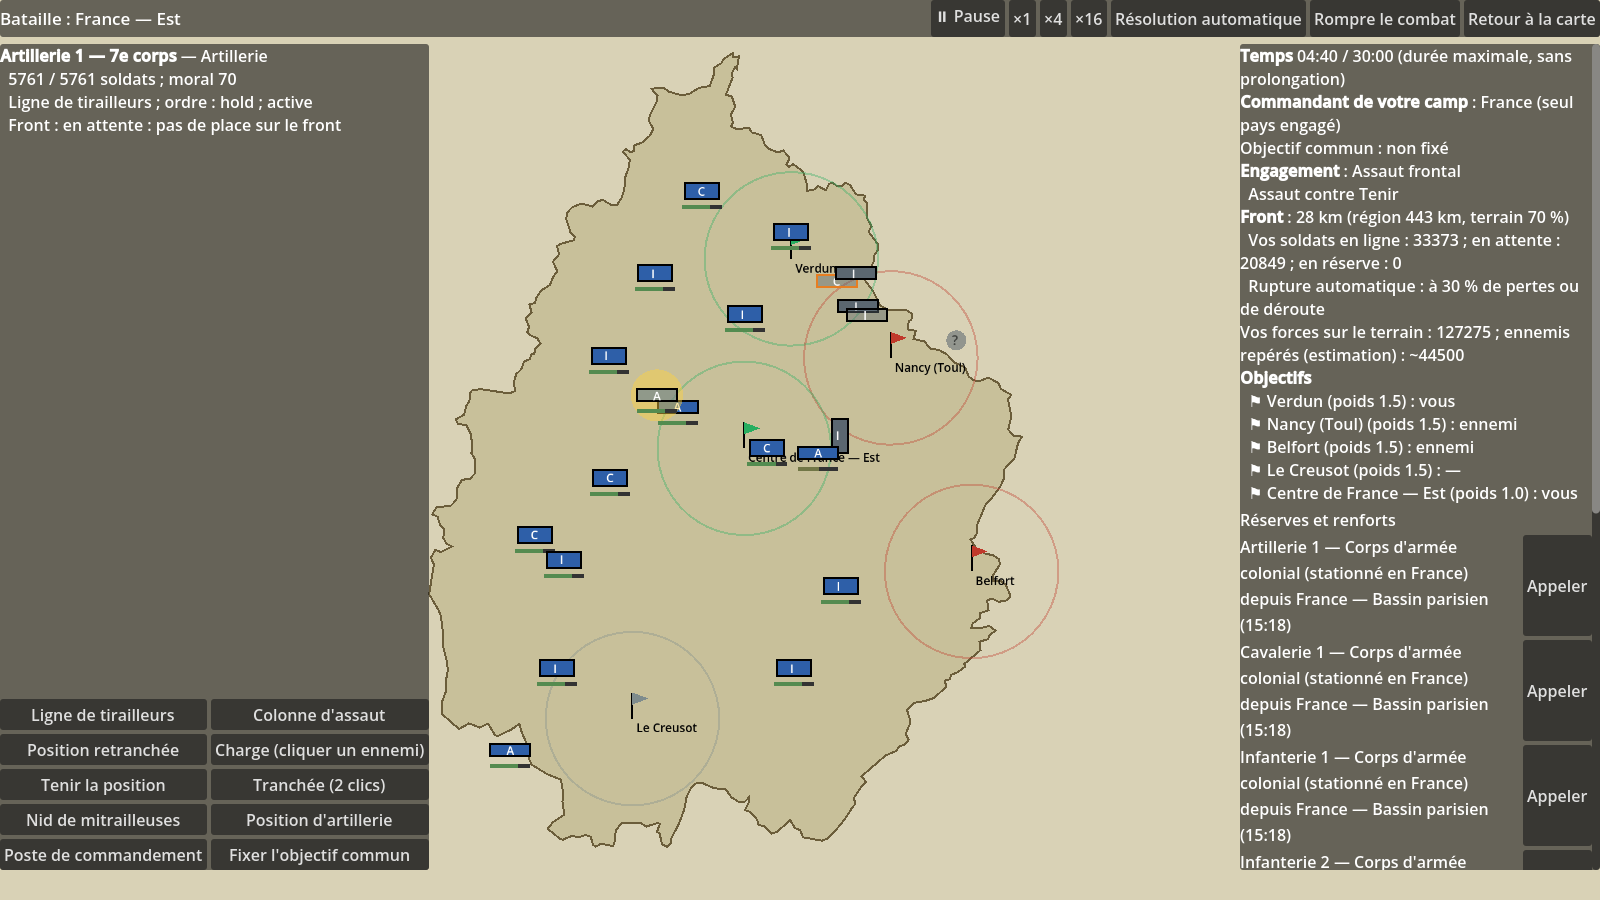 Bataille : France — Est
⏸ Pause
×1
×4
×16
Résolution automatique
Rompre le combat
Retour à la carte
Artillerie 1 — 7e corps — Artillerie
5761 / 5761 soldats ; moral 70
Ligne de tirailleurs ; ordre : hold ; active
Front : en attente : pas de place sur le front
Ligne de tirailleurs
Colonne d'assaut
Position retranchée
Charge (cliquer un ennemi)
Tenir la position
Tranchée (2 clics)
Nid de mitrailleuses
Position d'artillerie
Poste de commandement
Fixer l'objectif commun
C
I
Verdun
I
C
I
I
I
I
?
Nancy (Toul)
I
A
A
I
C
A
Centre de France — Est
C
C
I
I
Belfort
I
I
Le Creusot
A
Temps 04:40 / 30:00 (durée maximale, sans
prolongation)
Commandant de votre camp : France (seul
pays engagé)
Objectif commun : non fixé
Engagement : Assaut frontal
Assaut contre Tenir
Front : 28 km (région 443 km, terrain 70 %)
Vos soldats en ligne : 33373 ; en attente :
20849 ; en réserve : 0
Rupture automatique : à 30 % de pertes ou
de déroute
Vos forces sur le terrain : 127275 ; ennemis
repérés (estimation) : ~44500
Objectifs
⚑ Verdun (poids 1.5) : vous
⚑ Nancy (Toul) (poids 1.5) : ennemi
⚑ Belfort (poids 1.5) : ennemi
⚑ Le Creusot (poids 1.5) : —
⚑ Centre de France — Est (poids 1.0) : vous
Réserves et renforts
Artillerie 1 — Corps d'armée
colonial (stationné en France)
depuis France — Bassin parisien
(15:18)
Appeler
Cavalerie 1 — Corps d'armée
colonial (stationné en France)
depuis France — Bassin parisien
(15:18)
Appeler
Infanterie 1 — Corps d'armée
colonial (stationné en France)
depuis France — Bassin parisien
(15:18)
Appeler
Infanterie 2 — Corps d'armée